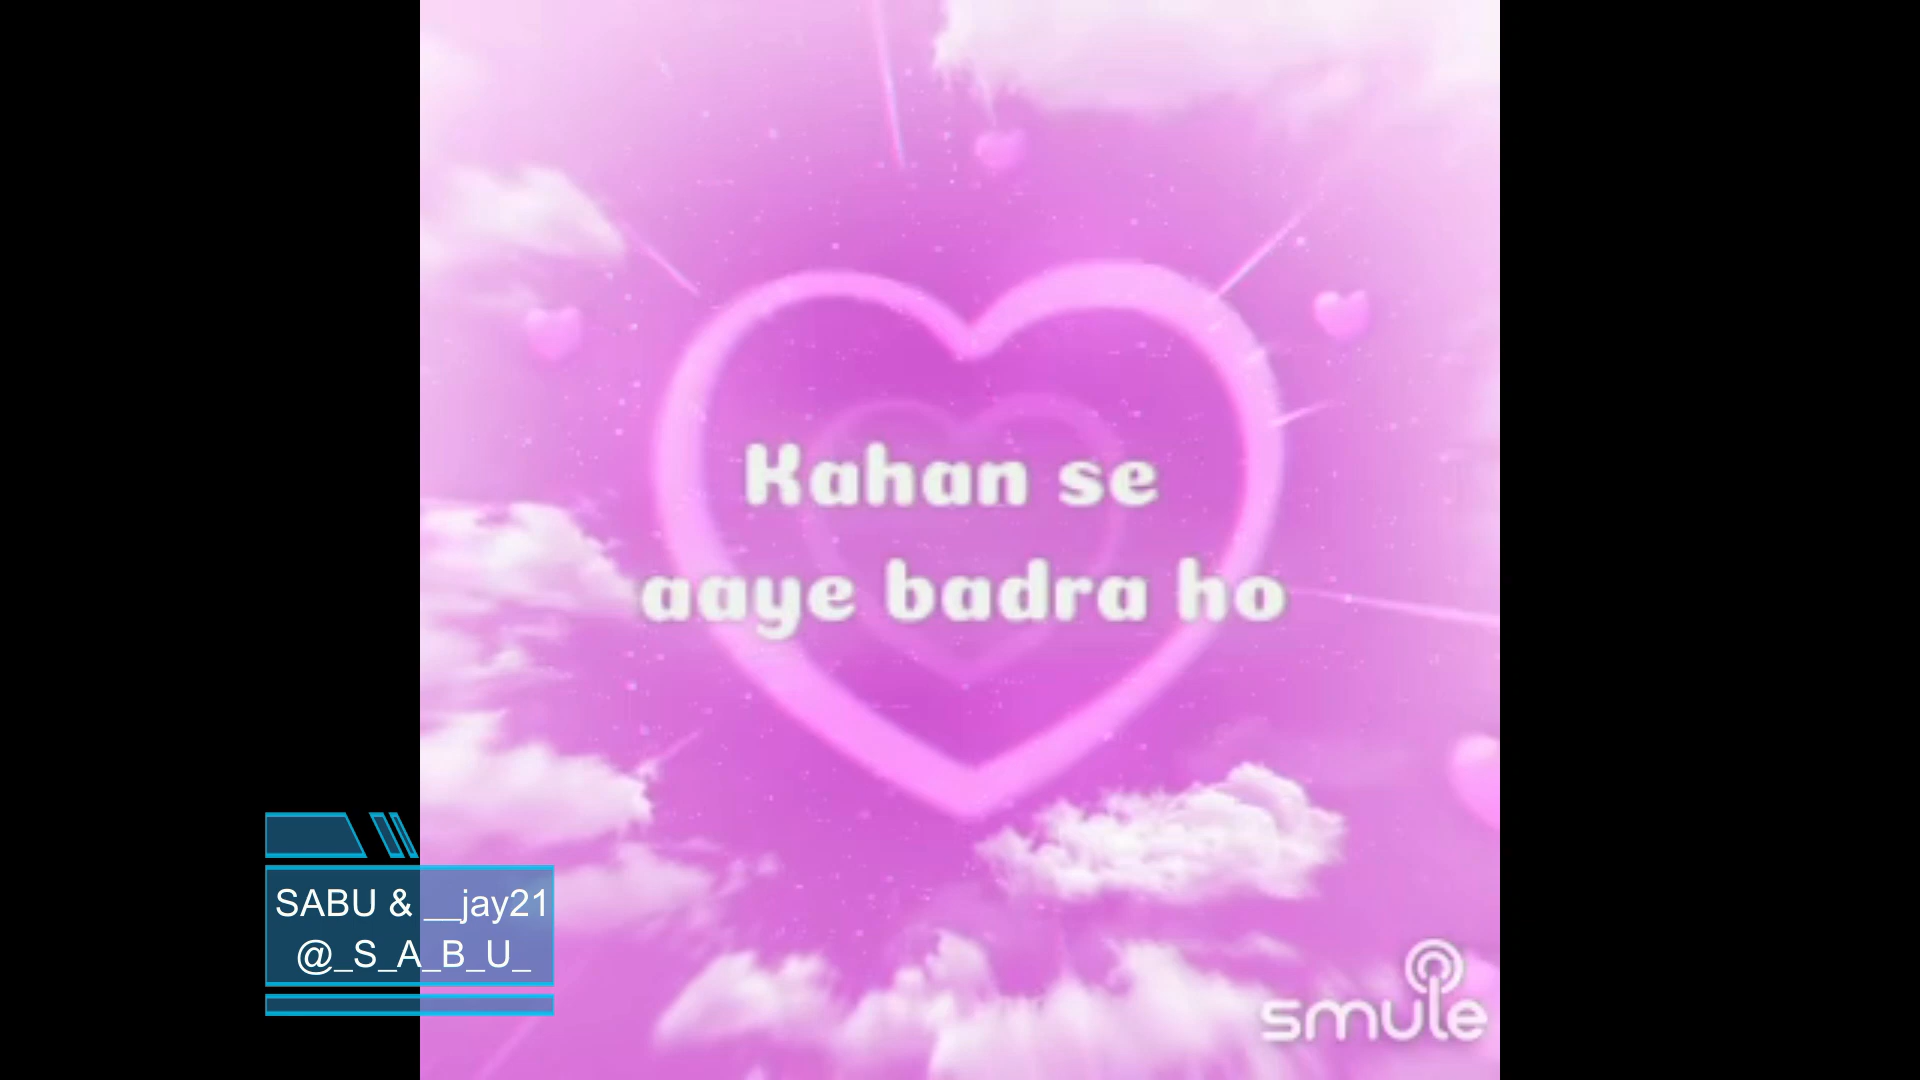 Kahan se
aaye badra ho
SABU & __jay21
@_S_A_B_U_
smule